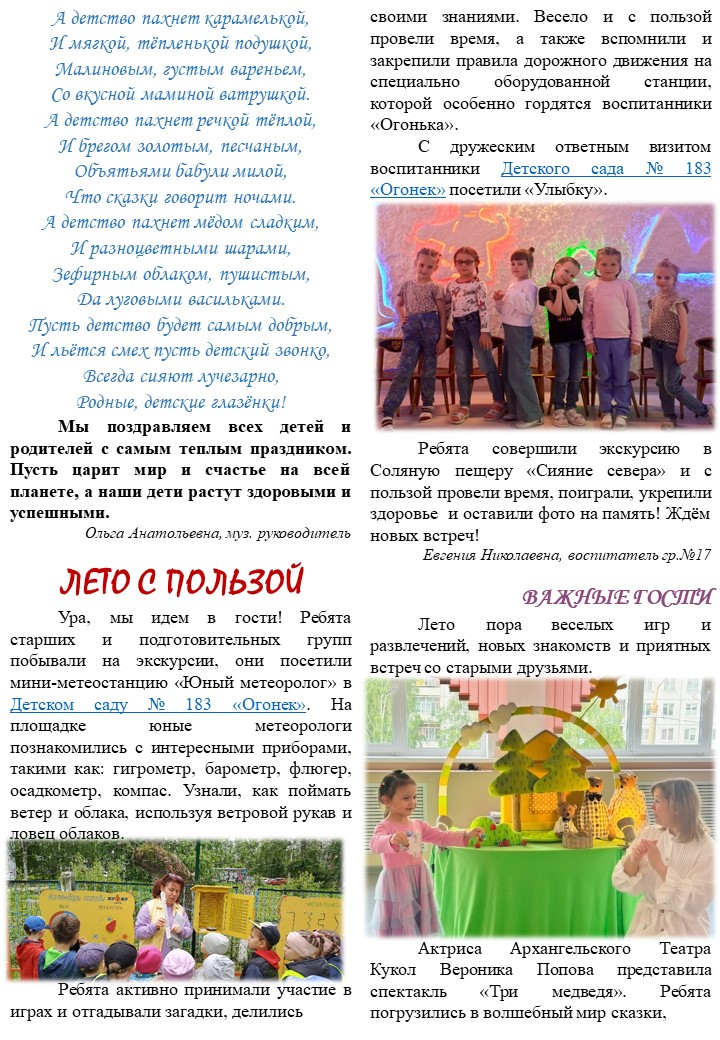 А детство пахнет карамелькой,
И мягкой, тёпленькой подушкой,
Малиновым, густым вареньем,
Со вкусной маминой ватрушкой.
А детство пахнет речкой тёплой,
И брегом золотым, песчаным,
Объятьями бабули милой,
Что сказки говорит ночами.
А детство пахнет мёдом сладким,
И разноцветными шарами,
Зефирным облаком, пушистым,
Да луговыми васильками.
Пусть детство будет самым добрым,
И льётся смех пусть детский звонко,
Всегда сияют лучезарно,
Родные, детские глазёнки!
Мы поздравляем всех детей и
родителей с самым теплым праздником.
Пусть царит мир и счастье на всей
планете, а наши дети растут здоровыми и
успешными.
Ольга Анатольевна, муз. руководитель
ЛЕТО С ПОЛЬЗОЙ
Ура, мы идем в гости! Ребята
старших и подготовительных групп
побывали на экскурсии, они посетили
мини-метеостанцию «Юный метеоролог» в
Детском саду № 183 «Огонек». На
площадке юные метеорологи
познакомились с интересными приборами,
такими как: гигрометр, барометр, флюгер,
осадкометр, компас. Узнали, как поймать
ветер и облака, используя ветровой рукав и
ловец облаков.
Календарь погоды
Ребята активно принимали участие в
играх и отгадывали загадки, делились
своими знаниями. Весело и с пользой
провели время, а также вспомнили и
закрепили правила дорожного движения на
специально оборудованной станции,
которой особенно гордятся воспитанники
«Огонька».
С дружеским ответным визитом
воспитанники Детского сада № 183
«Огонек» посетили «Улыбку».
Ребята совершили экскурсию в
Соляную пещеру «Сияние севера» и с
пользой провели время, поиграли, укрепили
здоровье и оставили фото на память! Ждём
новых встреч!
Евгения Николаевна, воспитатель гр.№17
ВАЖНЫЕ ГОСТИ
Лето пора веселых игр и
развлечений, новых знакомств и приятных
встреч со старыми друзьями.
Актриса Архангельского Театра
Кукол Вероника Попова представила
спектакль «Три медведя». Ребята
погрузились в волшебный мир сказки,